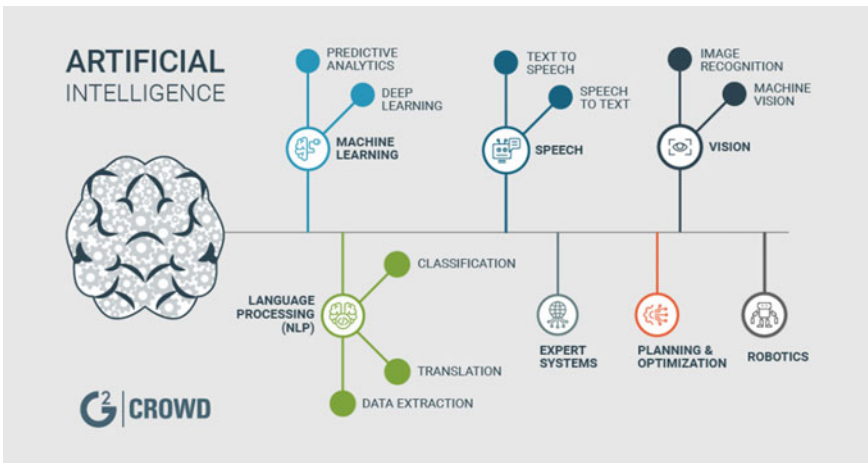 ARTIFICIAL
INTELLIGENCE
PREDICTIVE
ANALYTICS
DEEP
LEARNING
MACHINE
LEARNING
TEXT TO
SPEECH
SPEECH
TO TEXT
SPEECH
IMAGE
RECOGNITION
MACHINE
VISION
VISION
LANGUAGE
PROCESSING
(NLP)
CLASSIFICATION
TRANSLATION
DATA EXTRACTION
EXPERT
SYSTEMS
PLANNING &
OPTIMIZATION
ROBOTICS
G2 | CROWD